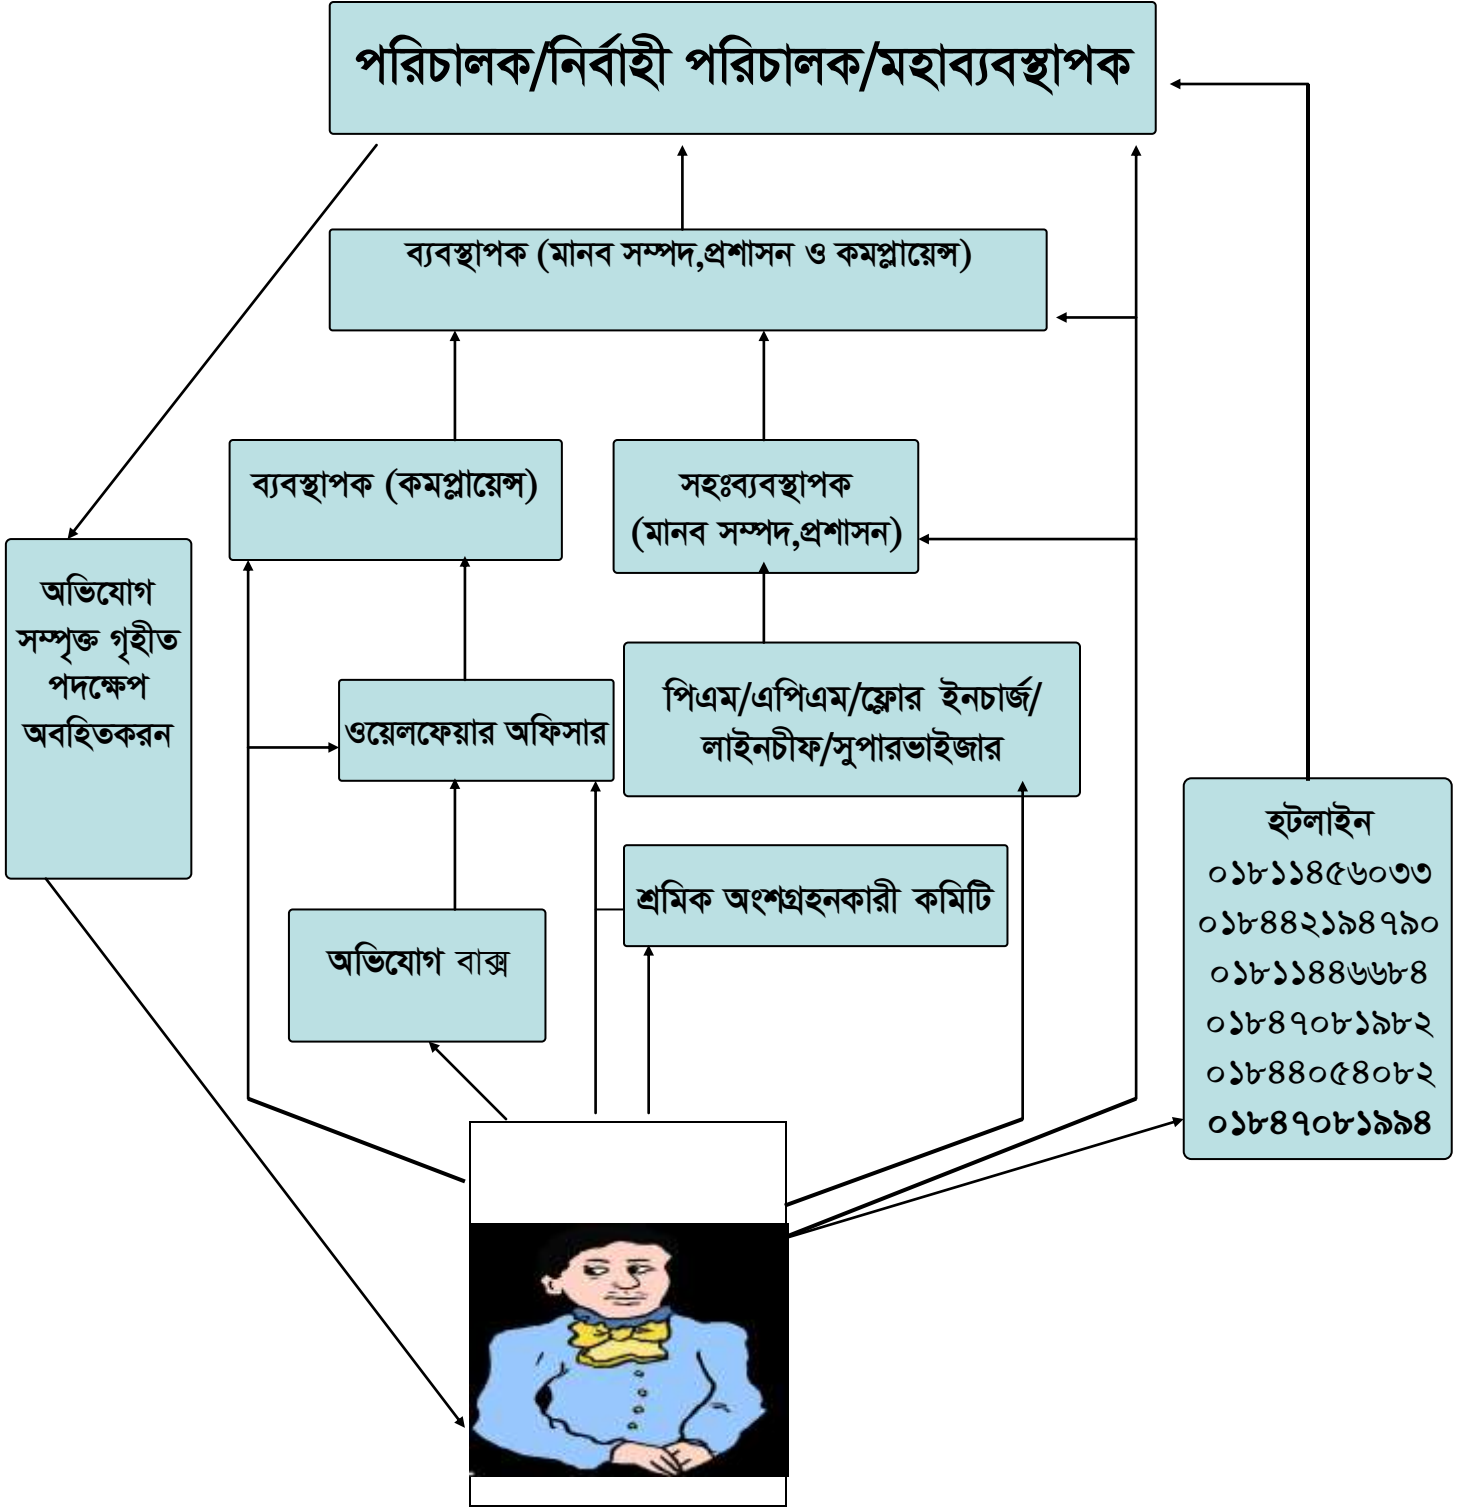 পরিচালক/নির্বাহী পরিচালক/মহাব্যবস্থাপক
ব্যবস্থাপক (মানব সম্পদ,প্রশাসন ও কমপ্লায়েন্স)
ব্যবস্থাপক (কমপ্লায়েন্স)
সহঃব্যবস্থাপক
(মানব সম্পদ,প্রশাসন)
অভিযোগ
সম্পৃক্ত গৃহীত
পদক্ষেপ
অবহিতকরন
ওয়েলফেয়ার অফিসার
পিএম/এপিএম/ফ্লোর ইনচার্জ/
লাইনচীফ/সুপারভাইজার
শ্রমিক অংশগ্রহনকারী কমিটি
অভিযোগ বাক্স
হটলাইন
০১৮১১৪৫৬০৩৩
০১৮৪৪২১৯৪৭৯০
০১৮১১৪৪৬৬৮৪
০১৮৪৭০৮১৯৮২
০১৮৪৪০৫৪০৮২
০১৮৪৭০৮১৯৯৪